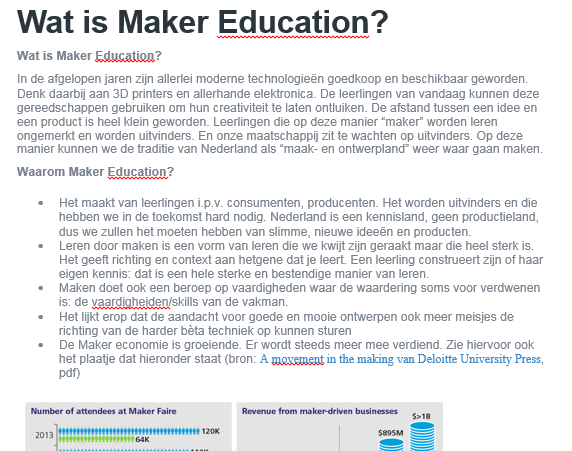 Wat is Maker Education?
Wat is Maker Education?
In de afgelopen jaren zijn allerlei moderne technologieën goedkoop en beschikbaar geworden.
Denk daarbij aan 3D printers en allerhande elektronica. De leerlingen van vandaag kunnen deze
gereedschappen gebruiken om hun creativiteit te laten ontluiken. De afstand tussen een idee en
een product is heel klein geworden. Leerlingen die op deze manier “maker” worden leren
ongemerkt en worden uitvinders. En onze maatschappij zit te wachten op uitvinders. Op deze
manier kunnen we de traditie van Nederland als “maak- en ontwerpland” weer waar gaan maken.
Waarom Maker Education?
• Het maakt van leerlingen i.p.v. consumenten, producenten. Het worden uitvinders en die
hebben we in de toekomst hard nodig. Nederland is een kennisland, geen productieland,
dus we zullen het moeten hebben van slimme, nieuwe ideeën en producten.
• Leren door maken is een vorm van leren die we kwijt zijn geraakt maar die heel sterk is.
Het geeft richting en context aan hetgene dat je leert. Een leerling construeert zijn of haar
eigen kennis: dat is een hele sterke en bestendige manier van leren.
• Maken doet ook een beroep op vaardigheden waar de waardering soms voor verdwenen
is: de vaardigheiden/skills van de vakman.
• Het lijkt erop dat de aandacht voor goede en mooie ontwerpen ook meer meisjes de
richting van de harder bèta techniek op kunnen sturen
• De Maker economie is groeiende. Er wordt steeds meer mee verdiend. Zie hiervoor ook
het plaatje dat hieronder staat (bron: A movement in the making van Deloitte University Press,
pdf)
Number of attendees at Maker Faire
Revenue from maker-driven businesses
$>1B
2013
120K
$895M
64K